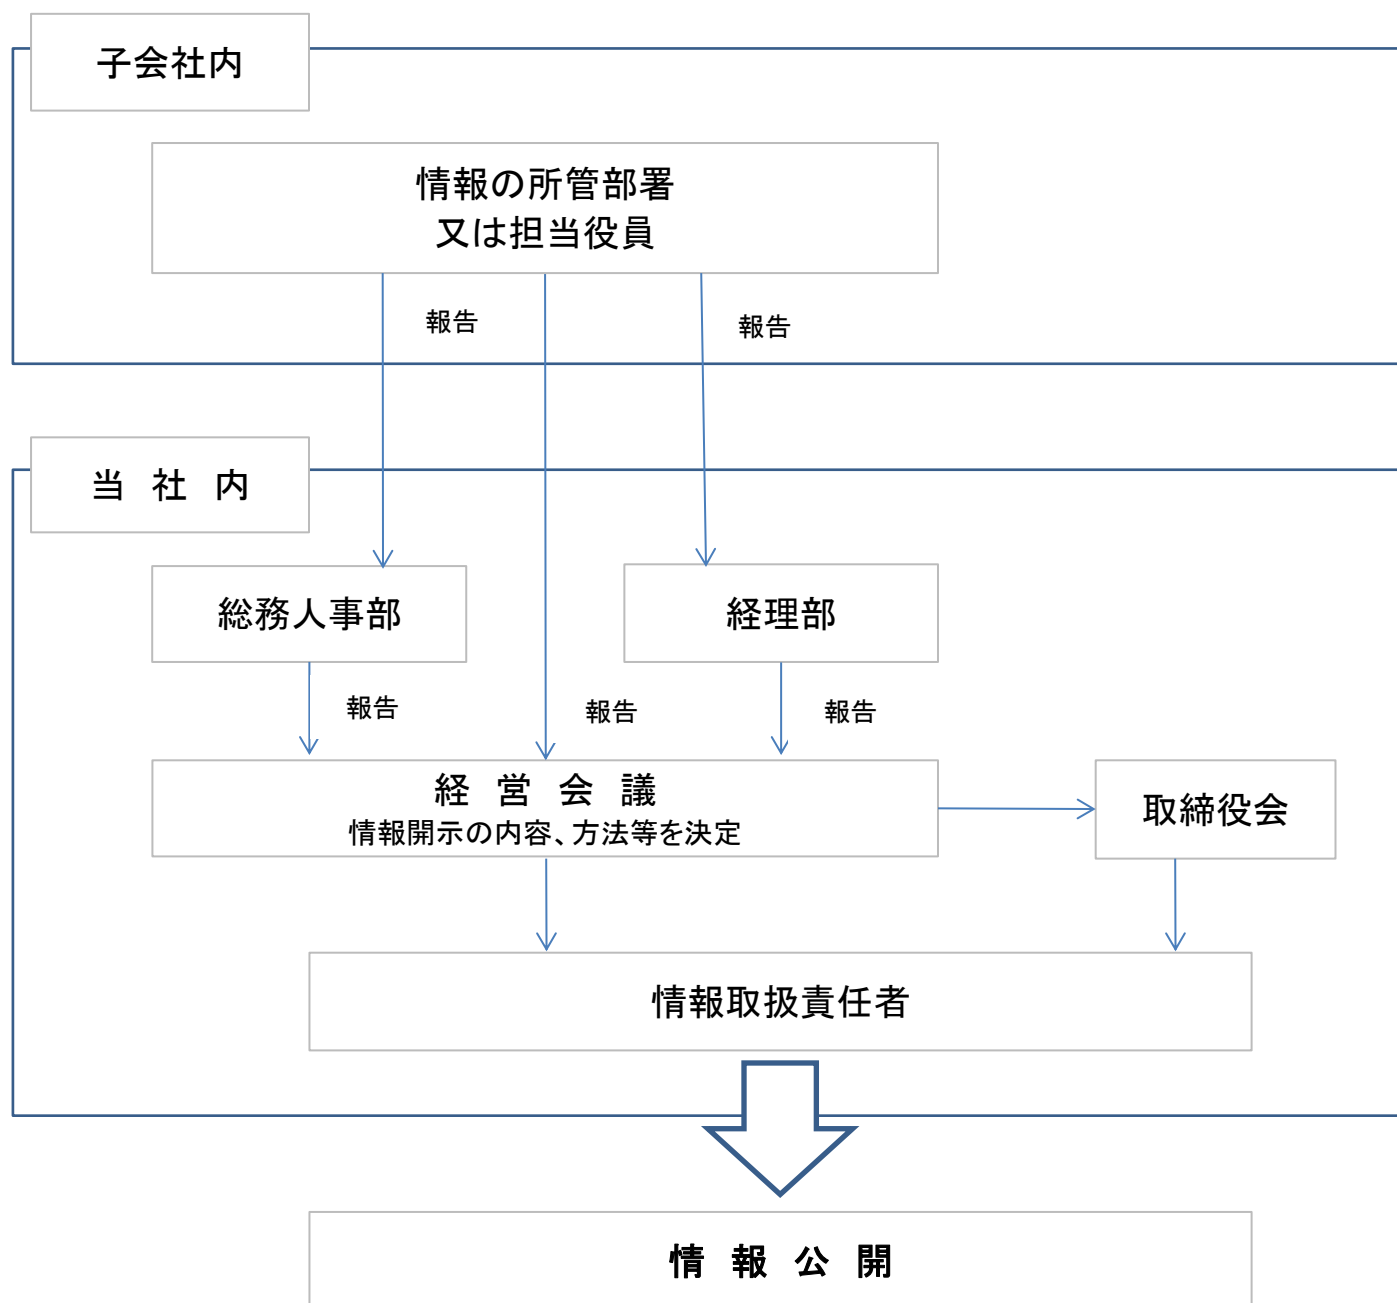 子会社内
情報の所管部署
又は担当役員
報告
報告
当 社 内
総務人事部
経理部
報告
報告
報告
経 営 会 議
情報開示の内容、方法等を決定
取締役会
情報取扱責任者
情 報 公 開